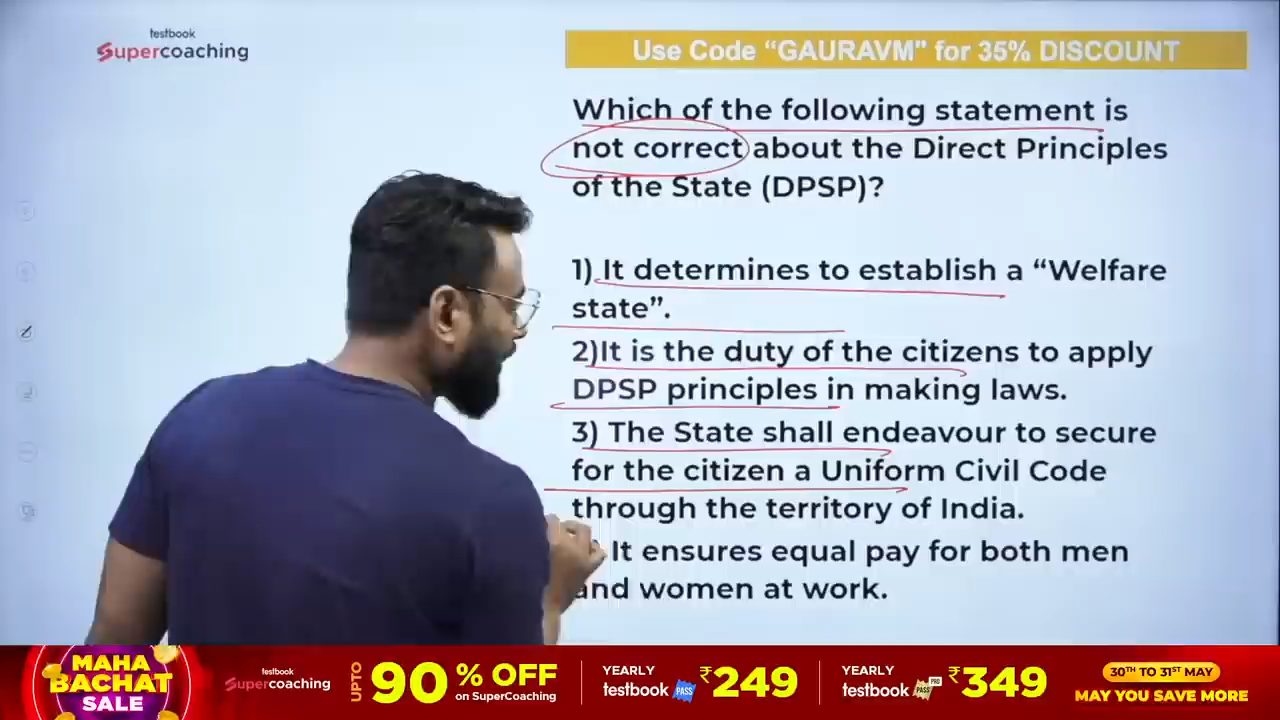 testbook
Supercoaching
Use Code “GAURAVM" for 35% DISCOUNT
Which of the following statement is
not correct about the Direct Principles
of the State (DPSP)?
1) It determines to establish a “Welfare
state”.
2)It is the duty of the citizens to apply
DPSP principles in making laws.
3) The State shall endeavour to secure
for the citizen a Uniform Civil Code
through the territory of India.
It ensures equal pay for both men
and women at work.
MAHA
BACHAT
SALE
testbook
Supercoaching
UPTO 90% OFF
on SuperCoaching
YEARLY
testbook PASS ₹249
YEARLY
testbook PASS PRO ₹349
30TH TO 31ST MAY
MAY YOU SAVE MORE